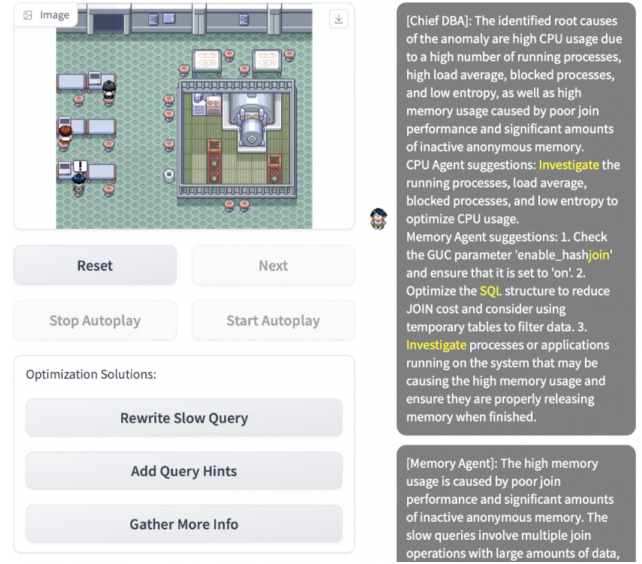 Image
Reset
Next
Stop Autoplay
Start Autoplay
Optimization Solutions:
Rewrite Slow Query
Add Query Hints
Gather More Info
[Chief DBA]: The identified root causes
of the anomaly are high CPU usage due
to a high number of running processes,
high load average, blocked processes,
and low entropy, as well as high
memory usage caused by poor join
performance and significant amounts
of inactive anonymous memory.
CPU Agent suggestions: Investigate the
running processes, load average,
blocked processes, and low entropy to
optimize CPU usage.
Memory Agent suggestions: 1. Check
the GUC parameter 'enable_hashjoin'
and ensure that it is set to 'on'. 2.
Optimize the SQL structure to reduce
JOIN cost and consider using
temporary tables to filter data. 3.
Investigate processes or applications
running on the system that may be
causing the high memory usage and
ensure they are properly releasing
memory when finished.
[Memory Agent]: The high memory
usage is caused by poor join
performance and significant amounts
of inactive anonymous memory. The
slow queries involve multiple join
operations with large amounts of data,